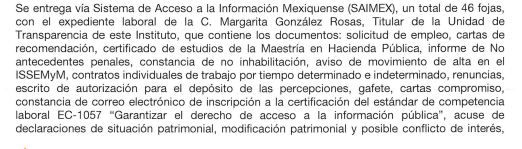 Se entrega vía Sistema de Acceso a la Información Mexiquense (SAIMEX), un total de 46 fojas,
con el expediente laboral de la C. Margarita González Rosas, Titular de la Unidad de
Transparencia de este Instituto, que contiene los documentos: solicitud de empleo, cartas de
recomendación, certificado de estudios de la Maestría en Hacienda Pública, informe de No
antecedentes penales, constancia de no inhabilitación, aviso de movimiento de alta en el
ISSEMyM, contratos individuales de trabajo por tiempo determinado e indeterminado, renuncias,
escrito de autorización para el depósito de las percepciones, gafete, cartas compromiso,
constancia de correo electrónico de inscripción a la certificación del estándar de competencia
laboral EC-1057 “Garantizar el derecho de acceso a la información pública”, acuse de
declaraciones de situación patrimonial, modificación patrimonial y posible conflicto de interés,